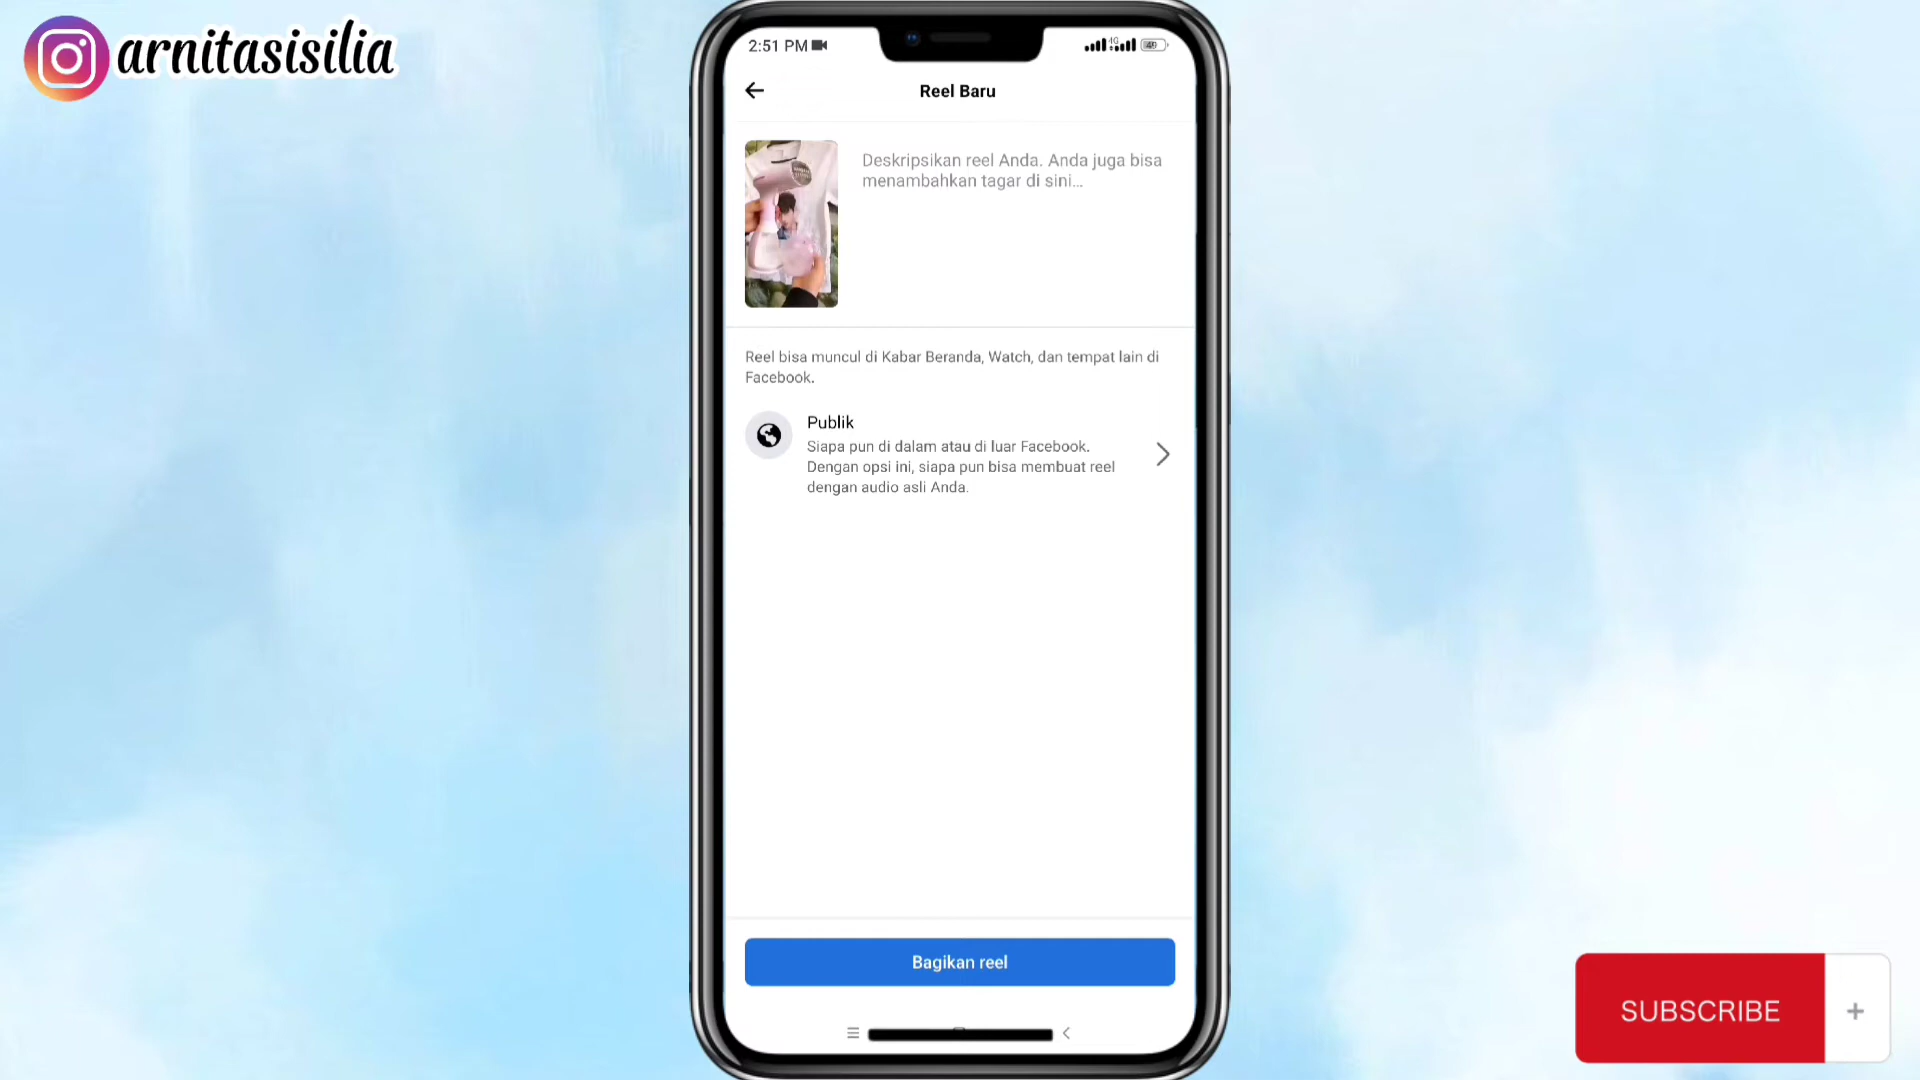 arnitasisilia
2:51 PM
4G
49
Reel Baru
Deskripsikan reel Anda. Anda juga bisa
menambahkan tagar di sini...
Reel bisa muncul di Kabar Beranda, Watch, dan tempat lain di
Facebook.
Publik
Siapa pun di dalam atau di luar Facebook.
Dengan opsi ini, siapa pun bisa membuat reel
dengan audio asli Anda.
Bagikan reel
SUBSCRIBE +